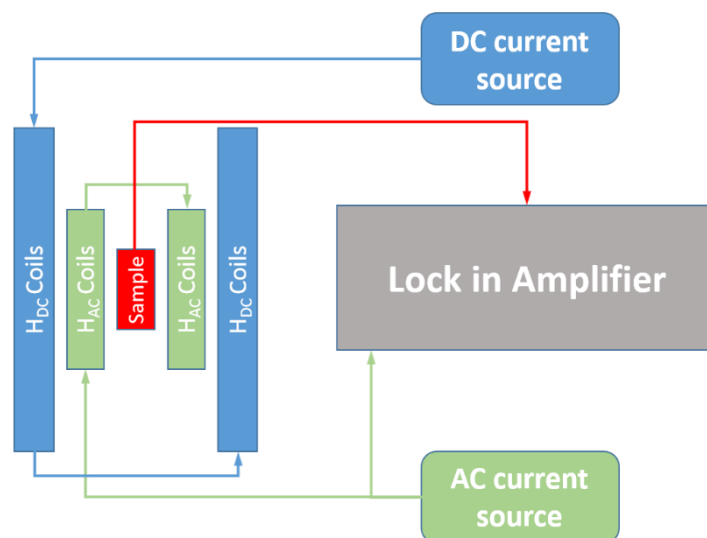 DC current
source
H_DC Coils
H_AC Coils
Sample
H_AC Coils
H_DC Coils
Lock in Amplifier
AC current
source